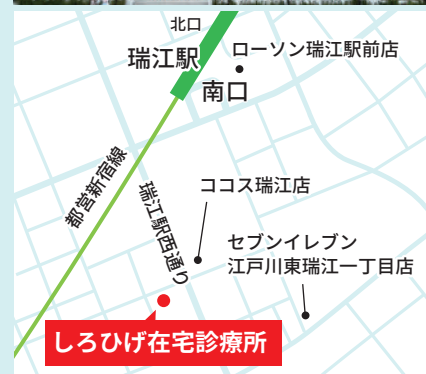 北口
瑞江駅
ローソン瑞江駅前店
南口
都営新宿線
瑞江駅西通り
ココス瑞江店
セブンイレブン
江戸川東瑞江一丁目店
しろひげ在宅診療所